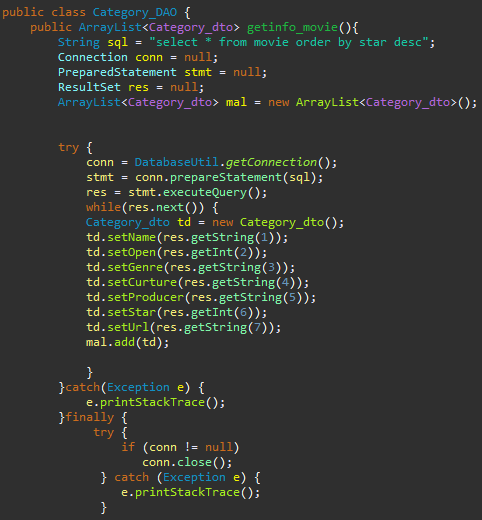 public class Category_DAO {
public ArrayList<Category_dto> getinfo_movie(){
String sql = "select * from movie order by star desc";
Connection conn = null;
PreparedStatement stmt = null;
ResultSet res = null;
ArrayList<Category_dto> mal = new ArrayList<Category_dto>();
try {
conn = DatabaseUtil.getConnection();
stmt = conn.prepareStatement(sql);
res = stmt.executeQuery();
while(res.next()) {
Category_dto td = new Category_dto();
td.setName(res.getString(1));
td.setOpen(res.getInt(2));
td.setGenre(res.getString(3));
td.setCurture(res.getString(4));
td.setProducer(res.getString(5));
td.setStar(res.getInt(6));
td.setUrl(res.getString(7));
mal.add(td);
}
}catch(Exception e) {
e.printStackTrace();
}finally {
try {
if (conn != null)
conn.close();
} catch (Exception e) {
e.printStackTrace();
}